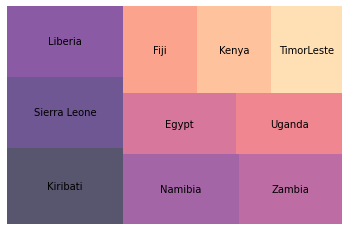 Liberia
Fiji
Kenya
TimorLeste
Sierra Leone
Egypt
Uganda
Kiribati
Namibia
Zambia